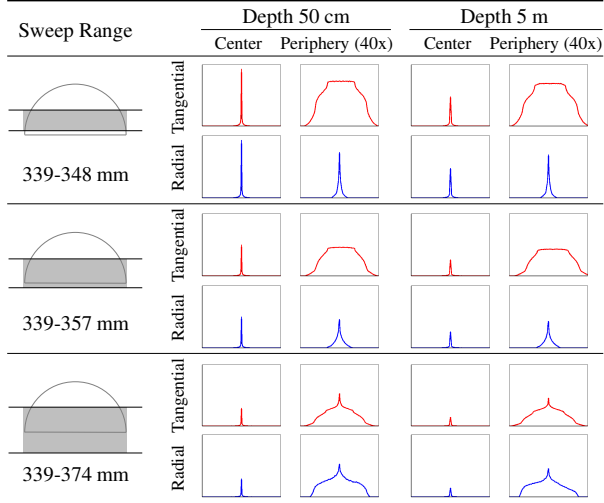 Sweep Range Depth 50 cm Depth 5 m
Center Periphery (40x) Center Periphery (40x)
Tangential
339-348 mm
Radial
Tangential
339-357 mm
Radial
Tangential
339-374 mm
Radial